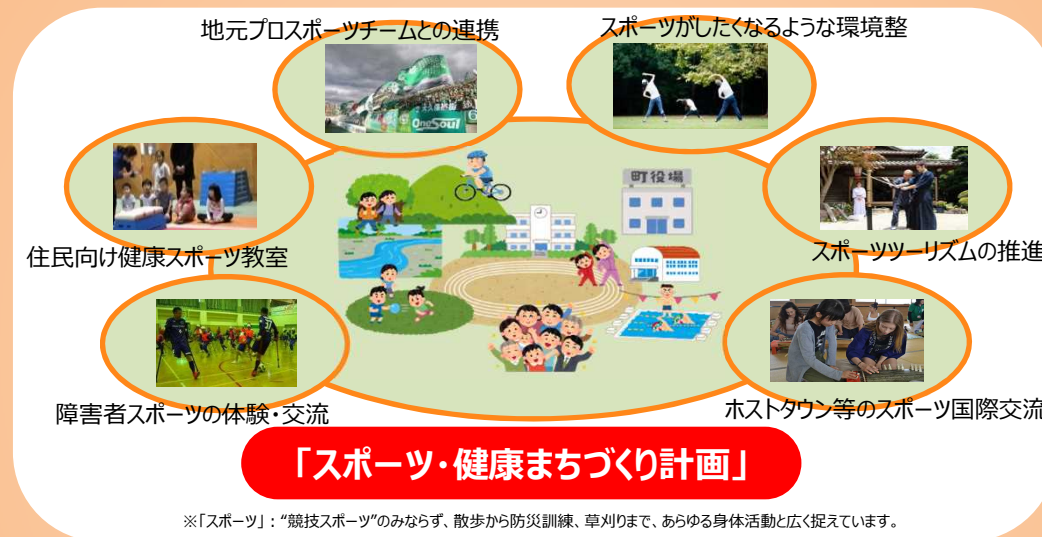 地元プロスポーツチームとの連携
スポーツがしたくなるような環境整
OneSoul
町役場
住民向け健康スポーツ教室
スポーツツーリズムの推進
障害者スポーツの体験・交流
ホストタウン等のスポーツ国際交流
「スポーツ・健康まちづくり計画」
※「スポーツ」：“競技スポーツ”のみならず、散歩から防災訓練、草刈りまで、あらゆる身体活動と広く捉えています。